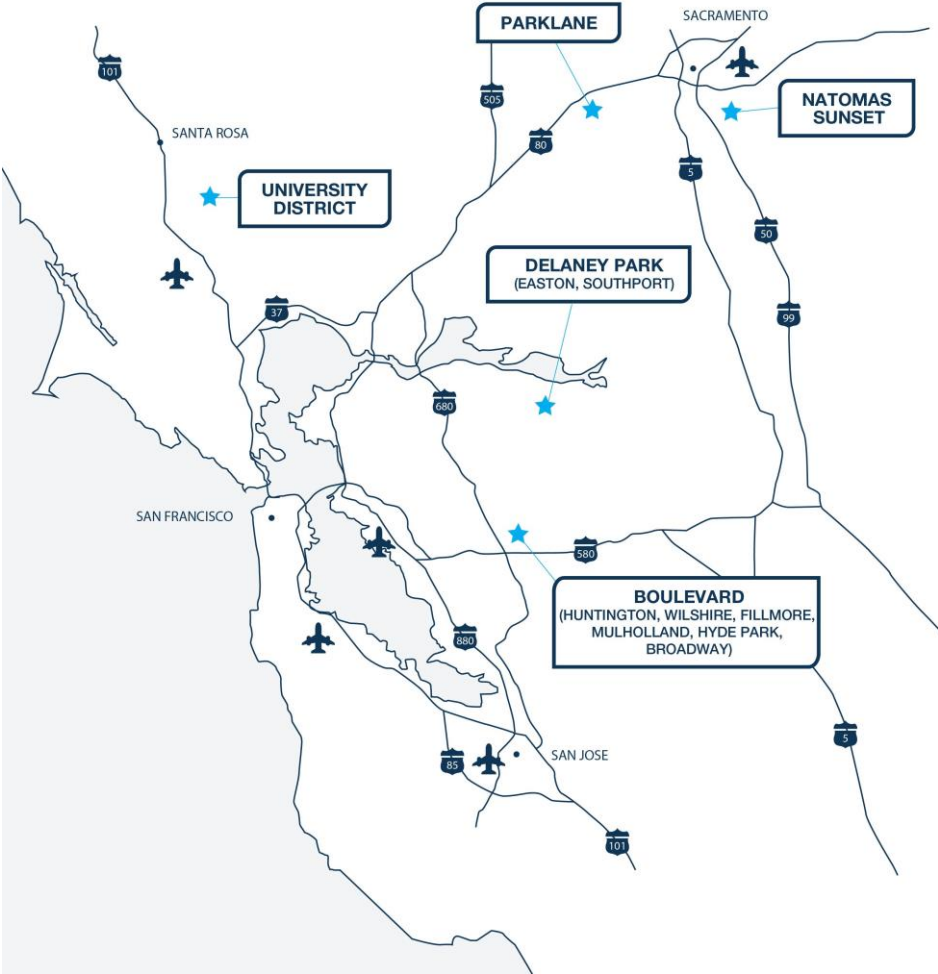 PARKLANE
SACRAMENTO
101
505
NATOMAS
SUNSET
SANTA ROSA
80
5
UNIVERSITY
DISTRICT
50
DELANEY PARK
(EASTON, SOUTHPORT)
37
99
680
SAN FRANCISCO
580
BOULEVARD
(HUNTINGTON, WILSHIRE, FILLMORE,
MULHOLLAND, HYDE PARK,
BROADWAY)
880
5
SAN JOSE
85
101